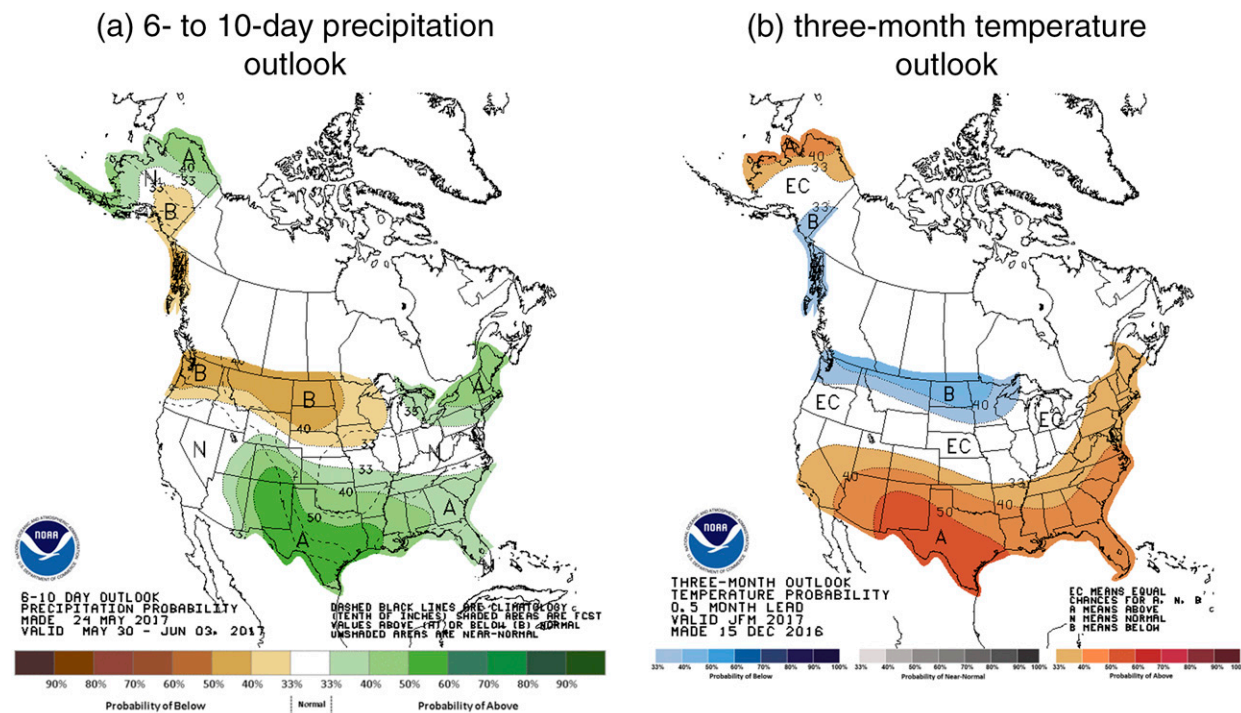 (a) 6- to 10-day precipitation
outlook
A
40
33
N
33
A
B
B
B
40
33
33
35
A
N
N
33
2
40
50
A
A
6-10 DAY OUTLOOK
PRECIPITATION PROBABILITY
MADE 24 MAY 2017
VALID MAY 30 - JUN 03, 2017
DASHED BLACK LINES ARE CLIMATOLOGY
(TENTH OF INCHES) SHADED AREAS ARE FCST
VALUES ABOVE (A) OR BELOW (B) NORMAL
UNSHADED AREAS ARE NEAR-NORMAL
NOAA
90% 80% 70% 60% 50% 40% 33% 33% 40% 50% 60% 70% 80% 90%
Probability of Below Normal Probability of Above
(b) three-month temperature
outlook
A
40
33
EC
33
B
B
40
EC
EC
EC
40
33
40
50
A
NOAA
THREE-MONTH OUTLOOK
TEMPERATURE PROBABILITY
0.5 MONTH LEAD
VALID JFM 2017
MADE 15 DEC 2016
EC MEANS EQUAL
CHANCES FOR A, N, B
A MEANS ABOVE
N MEANS NORMAL
B MEANS BELOW
33% 40% 50% 60% 70% 80% 90% 100% 33% 40% 50% 60% 70% 80% 90% 100% 33% 40% 50% 60% 70% 80% 90% 100%
Probability of Below Probability of Near-Normal Probability of Above